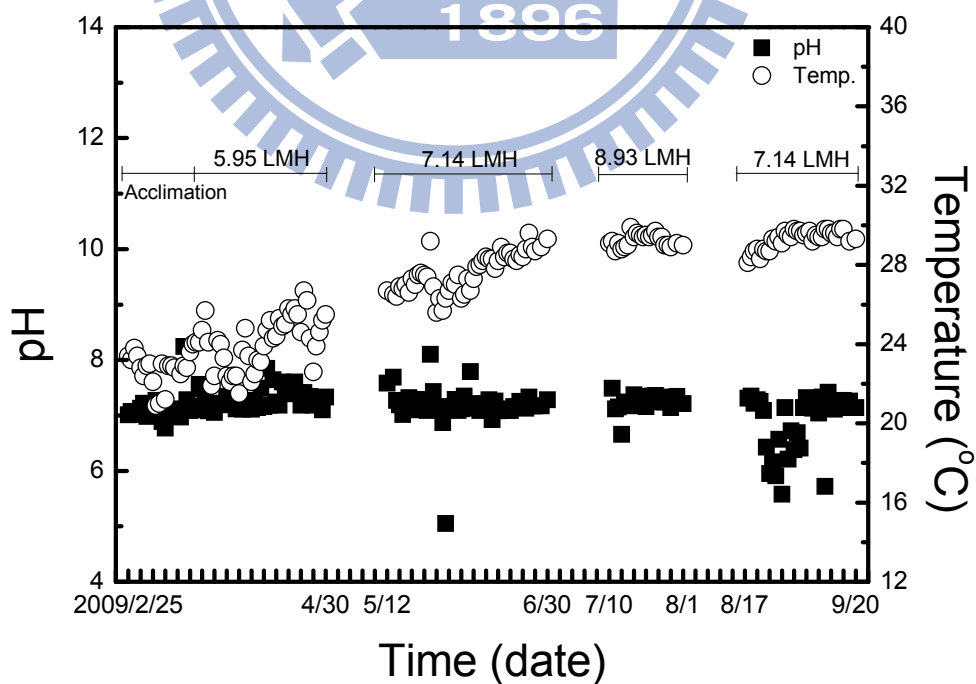 1896
14
12
10
8
6
4
pH
40
36
32
28
24
20
16
12
Temperature (°C)
pH
Temp.
5.95 LMH
7.14 LMH
8.93 LMH
7.14 LMH
Acclimation
2009/2/25
4/30
5/12
6/30
7/10
8/1
8/17
9/20
Time (date)